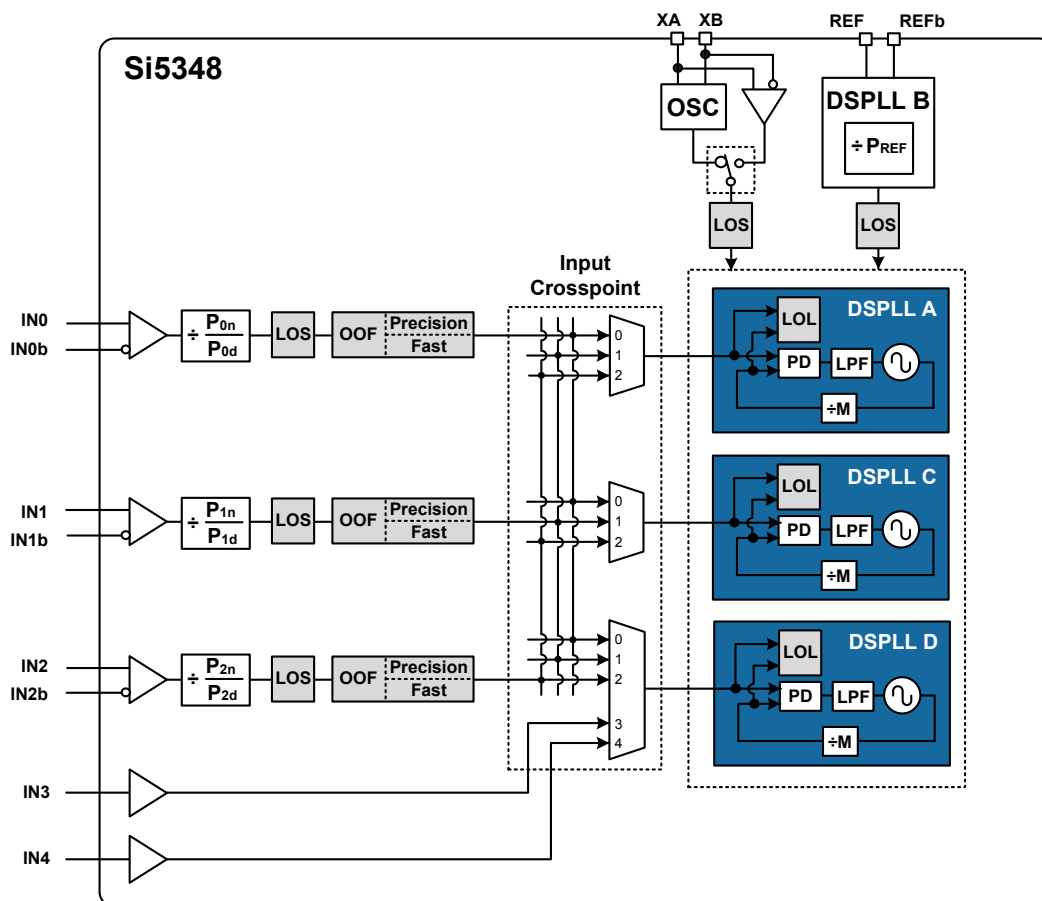 XA XB REF REFb
Si5348
OSC
DSPLL B
÷ PREF
LOS LOS
Input
Crosspoint
DSPLL A
LOL
PD LPF
÷M
IN0
IN0b
÷ P0n
P0d
LOS
OOF
Precision
Fast
0
1
2
DSPLL C
LOL
PD LPF
÷M
IN1
IN1b
÷ P1n
P1d
LOS
OOF
Precision
Fast
0
1
2
DSPLL D
LOL
PD LPF
÷M
IN2
IN2b
÷ P2n
P2d
LOS
OOF
Precision
Fast
0
1
2
3
4
IN3
IN4